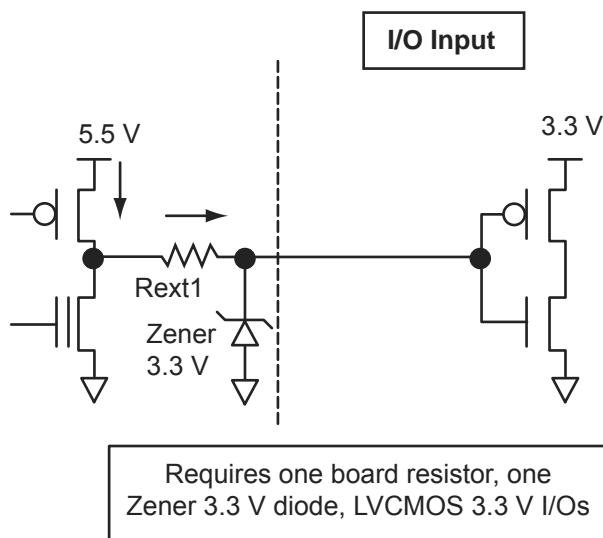 I/O Input
5.5 V
3.3 V
Rext1
Zener
3.3 V
Requires one board resistor, one
Zener 3.3 V diode, LVCMOS 3.3 V I/Os